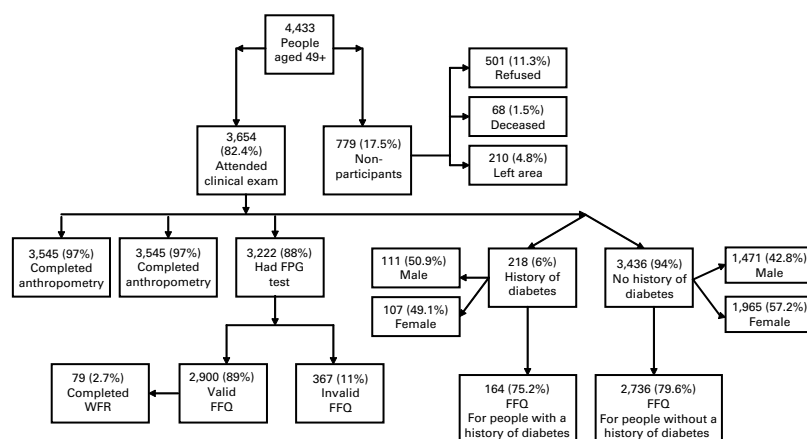 4,433
People
aged 49+
501 (11.3%)
Refused
68 (1.5%)
Deceased
210 (4.8%)
Left area
3,654
(82.4%)
Attended
clinical exam
779 (17.5%)
Non-
participants
3,545 (97%)
Completed
anthropometry
3,545 (97%)
Completed
anthropometry
3,222 (88%)
Had FPG
test
111 (50.9%)
Male
107 (49.1%)
Female
218 (6%)
History of
diabetes
3,436 (94%)
No history of
diabetes
1,471 (42.8%)
Male
1,965 (57.2%)
Female
79 (2.7%)
Completed
WFR
2,900 (89%)
Valid
FFQ
367 (11%)
Invalid
FFQ
164 (75.2%)
FFQ
For people with a
history of diabetes
2,736 (79.6%)
FFQ
For people without a
history of diabetes